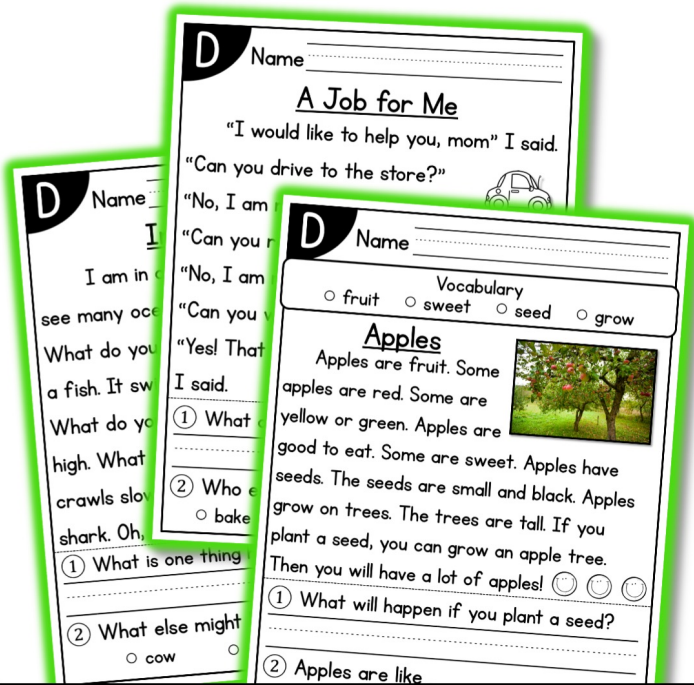 D
Name
A Job for Me
“I would like to help you, mom” I said.
“Can you drive to the store?”
“No, I am
“Can you
“No, I am
“Can you
“Yes! That
I said.
1 What
2 Who
bake
D
Name
I am in
see many
What do you
a fish. It
What do
high. What
crawls
shark. Oh,
1 What is one thing
2 What else might
cow
D
Name
Vocabulary
fruit sweet seed grow
Apples
Apples are fruit. Some
apples are red. Some are
yellow or green. Apples are
good to eat. Some are sweet. Apples have
seeds. The seeds are small and black. Apples
grow on trees. The trees are tall. If you
plant a seed, you can grow an apple tree.
Then you will have a lot of apples!
1 What will happen if you plant a seed?
2 Apples are like